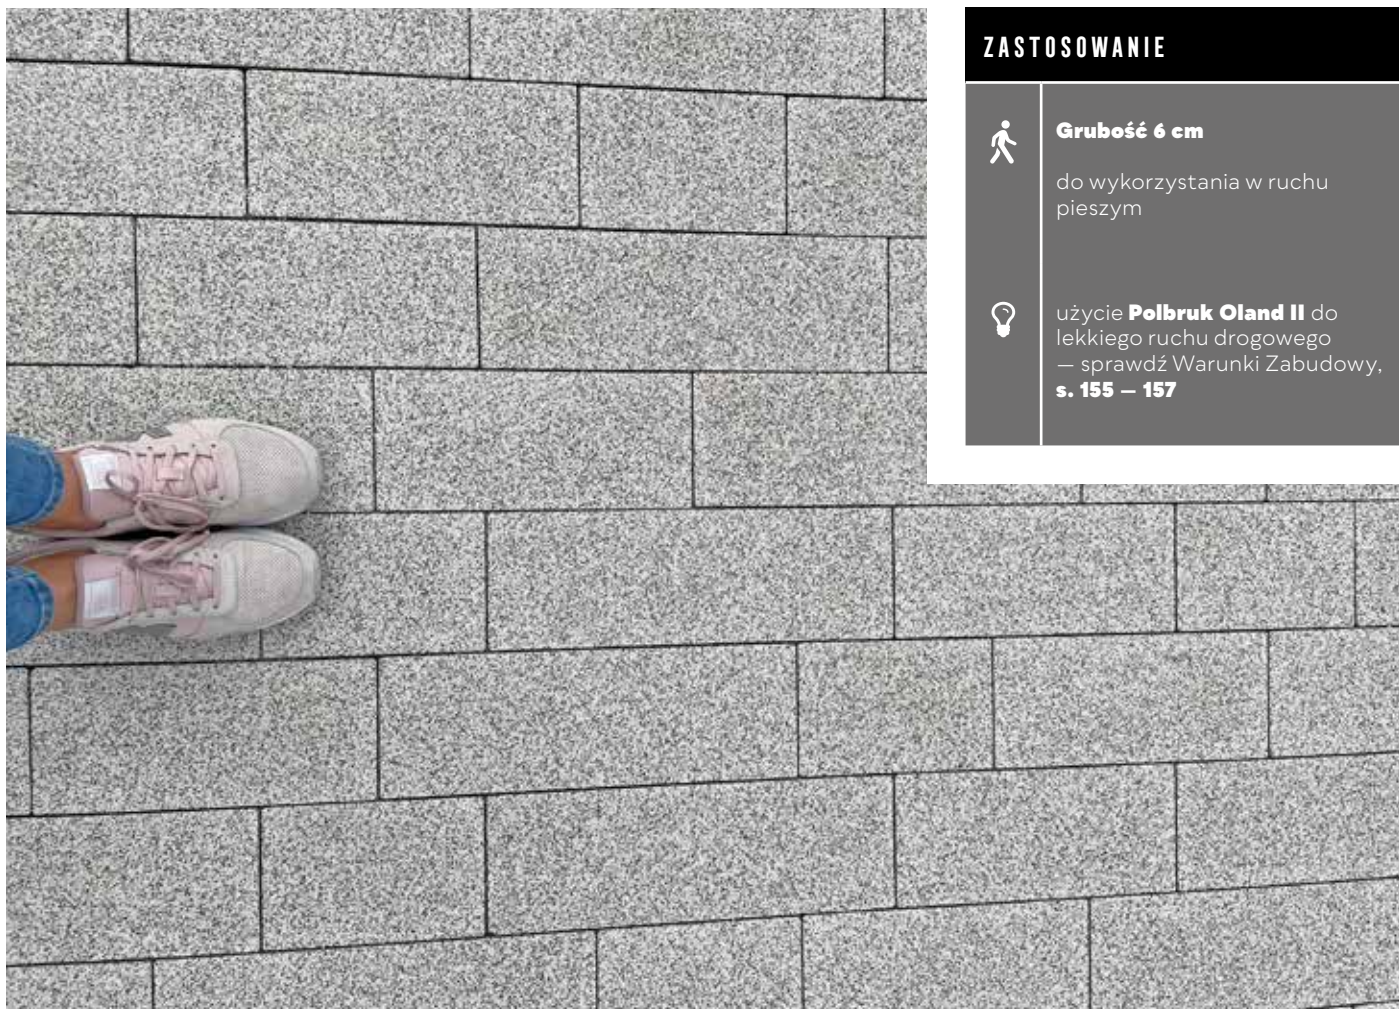 ZASTOSOWANIE
Grubość 6 cm
do wykorzystania w ruchu
pieszym
użycie Polbruk Oland II do
lekkiego ruchu drogowego
— sprawdź Warunki Zabudowy,
s. 155 — 157